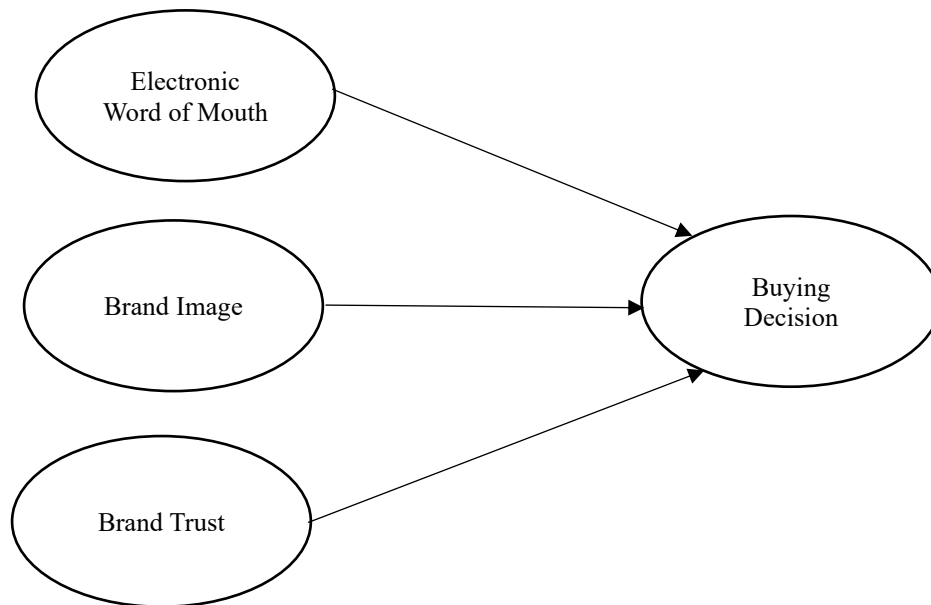 Electronic
Word of Mouth
Brand Image
Buying
Decision
Brand Trust